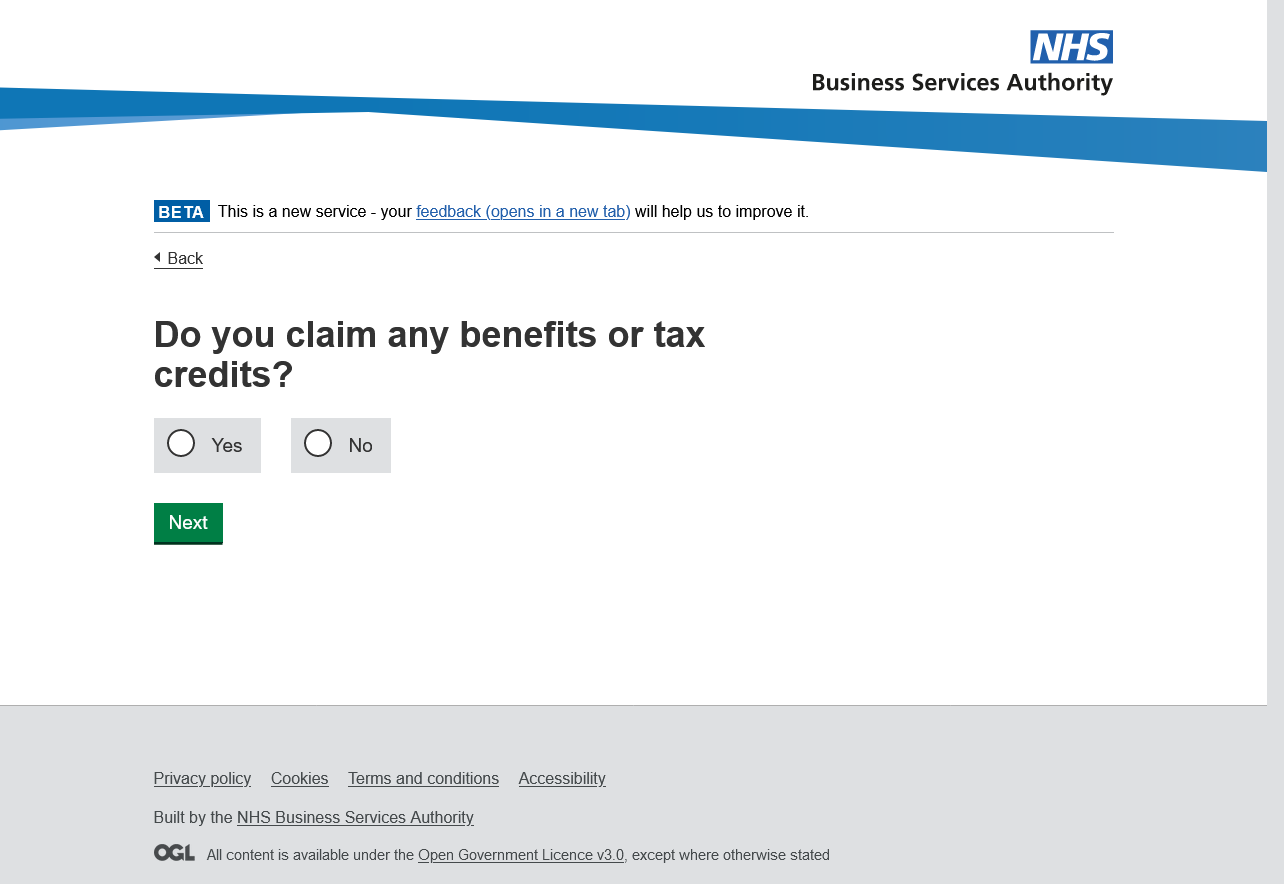 NHS
Business Services Authority
BETA This is a new service - your feedback (opens in a new tab) will help us to improve it.
Back
Do you claim any benefits or tax
credits?
Yes No
Next
Privacy policy Cookies Terms and conditions Accessibility
Built by the NHS Business Services Authority
OGL All content is available under the Open Government Licence v3.0, except where otherwise stated